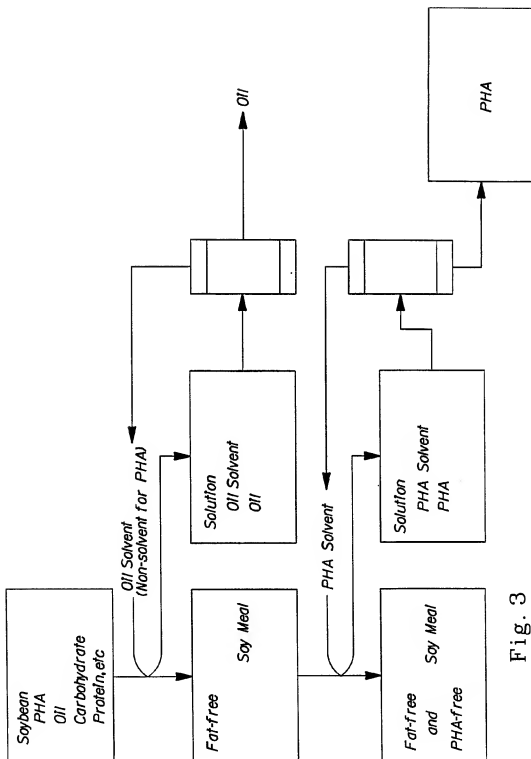 Soybean
PHA
Oil
Carbohydrate
Protein,etc
Oil Solvent
(Non-solvent for PHA)
Fat-free
Soy Meal
Solution
Oil Solvent
Oil
Oil
PHA Solvent
Fat-free
and
PHA-free
Soy Meal
Solution
PHA Solvent
PHA
PHA
Fig. 3